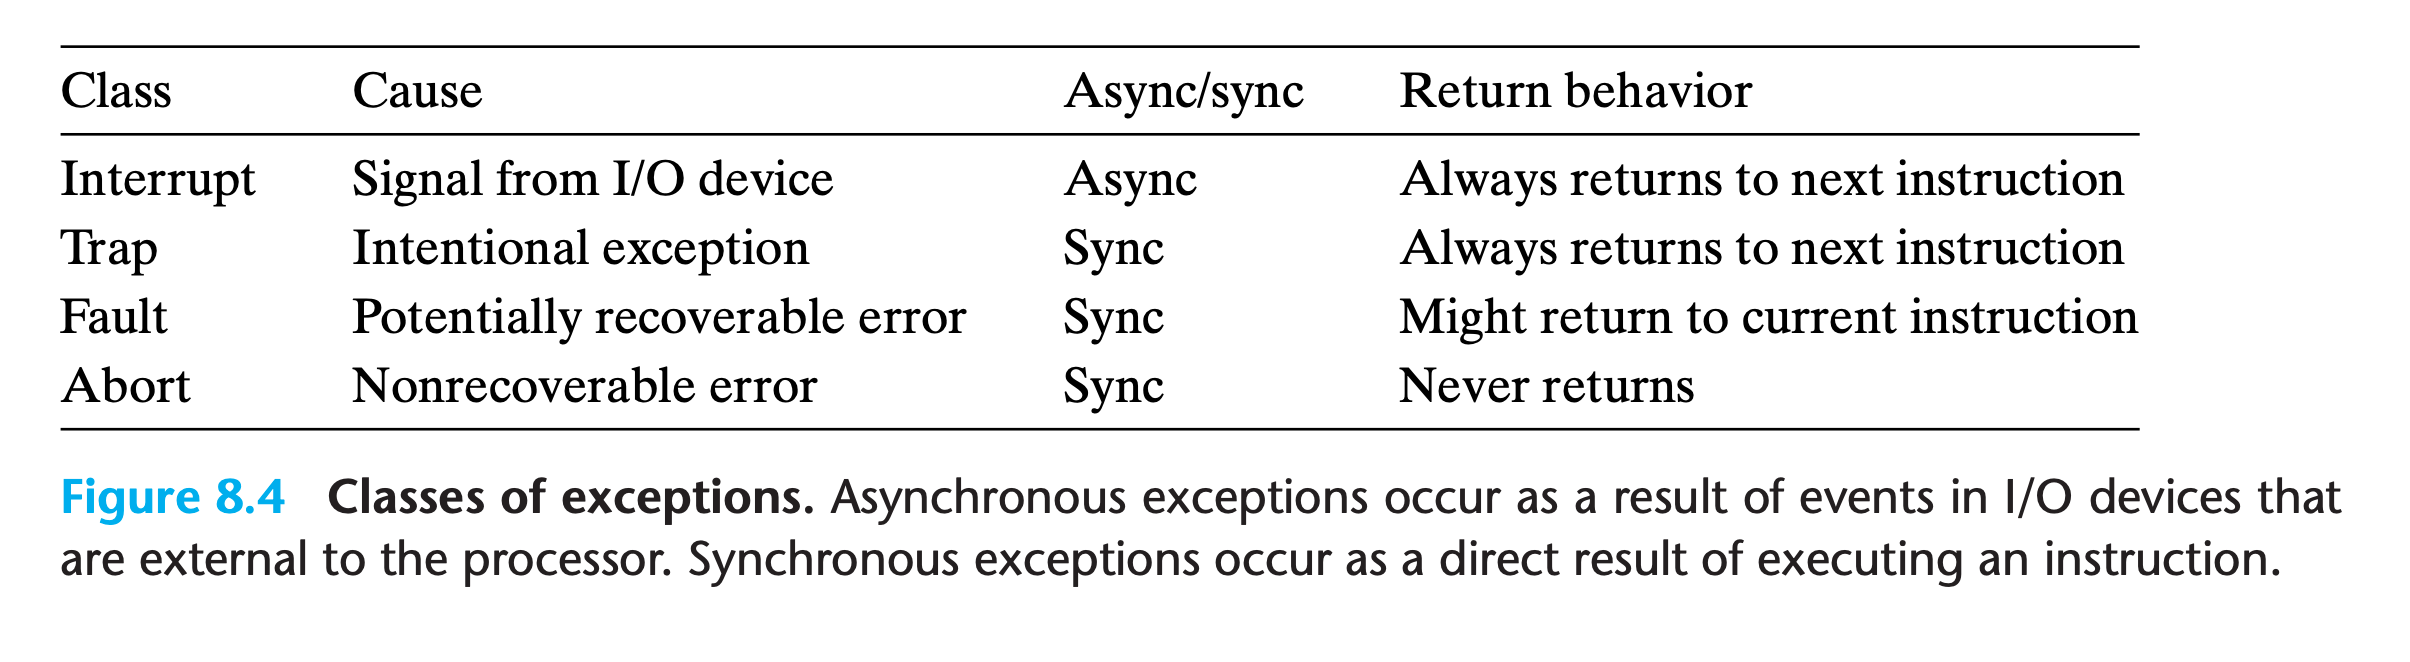 Class Cause Async/sync Return behavior
Interrupt Signal from I/O device Async Always returns to next instruction
Trap Intentional exception Sync Always returns to next instruction
Fault Potentially recoverable error Sync Might return to current instruction
Abort Nonrecoverable error Sync Never returns
Figure 8.4 Classes of exceptions. Asynchronous exceptions occur as a result of events in I/O devices that
are external to the processor. Synchronous exceptions occur as a direct result of executing an instruction.